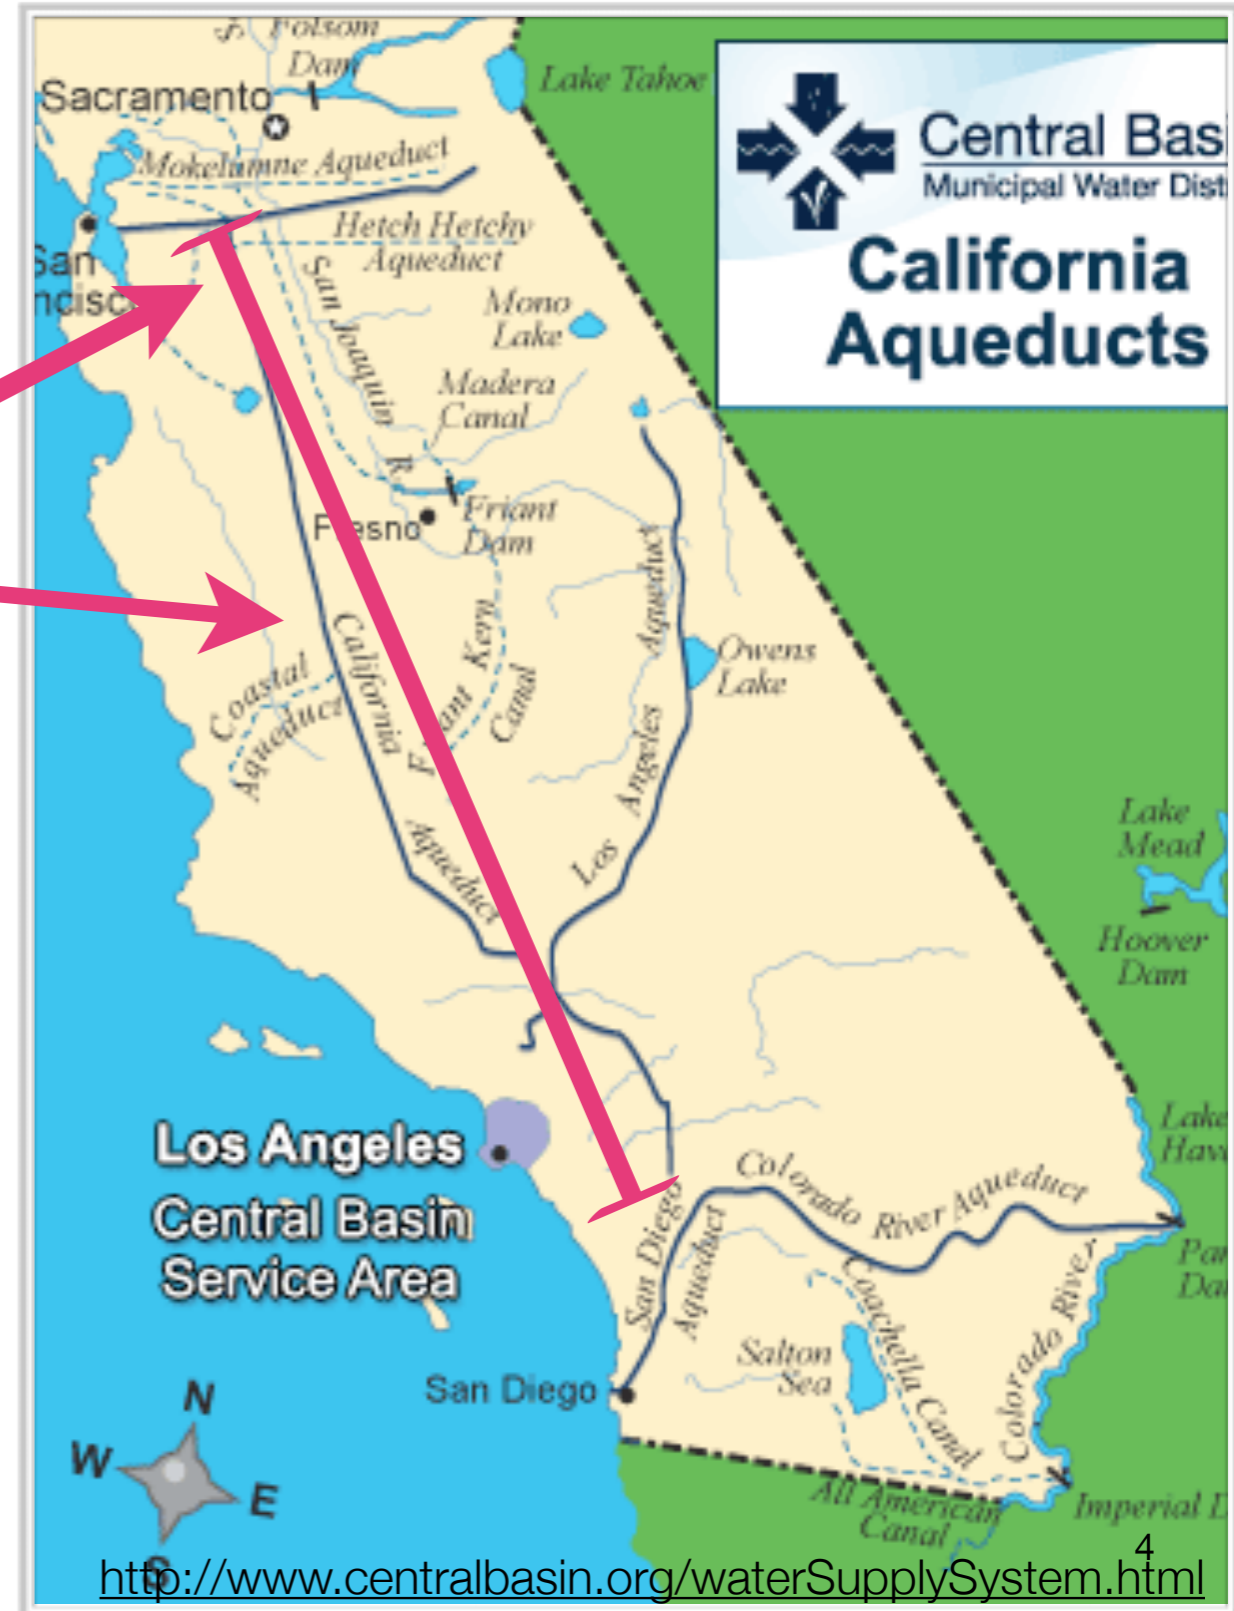 Folsom
Dam
Lake Tahoe
Sacramento
Central Basi
Municipal Water Dist
California
Aqueducts
Mokelumne Aqueduct
Hetch Hetchy
Aqueduct
San
ncisc
San Joaquin R.
Mono
Lake
Madera
Canal
Fresno
Friant
Dam
Los Angeles Aqueduct
Owens
Lake
Coastal
Aqueduct
California Aqueduct
Friant Kern
Canal
Lake
Mead
Hoover
Dam
Los Angeles
Central Basin
Service Area
Lake
Hava
San Diego
Aqueduct
Colorado River Aqueduct
Par
Da
Coachella Canal
Colorado River
Salton
Sea
San Diego
N
W
E
S
All American
Canal
Imperial D
4
http://www.centralbasin.org/waterSupplySystem.html